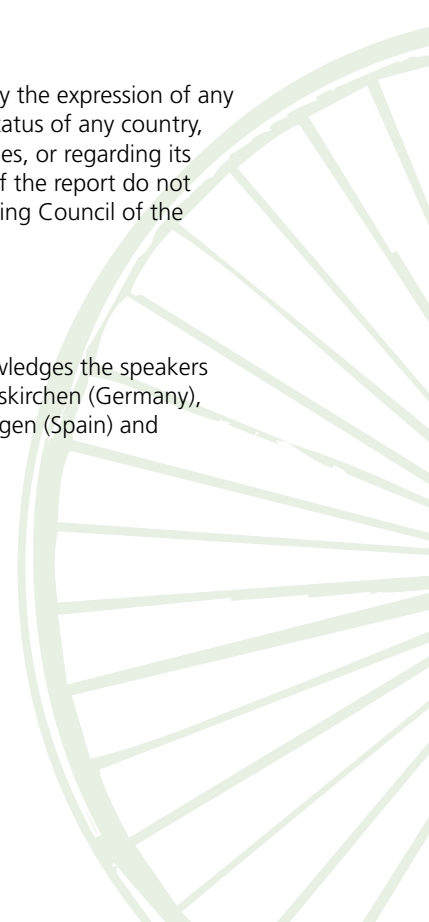 y the expression of any
tatus of any country,
es, or regarding its
f the report do not
ing Council of the
wledges the speakers
skirchen (Germany),
gen (Spain) and